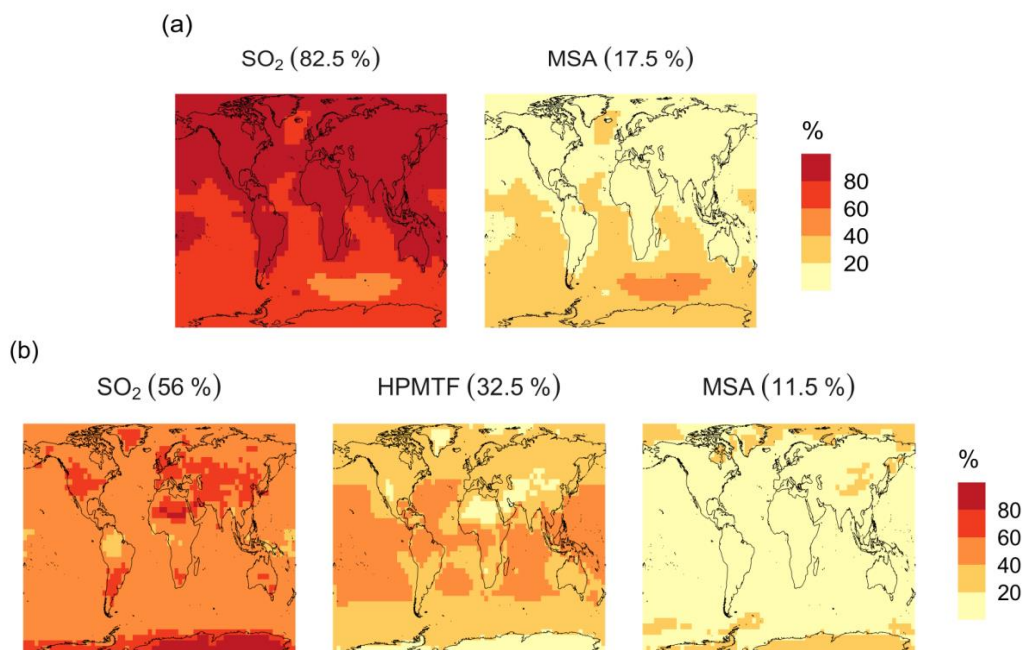 (a)
SO₂ (82.5 %)
MSA (17.5 %)
%
80
60
40
20
(b)
SO₂ (56 %)
HPMTF (32.5 %)
MSA (11.5 %)
%
80
60
40
20